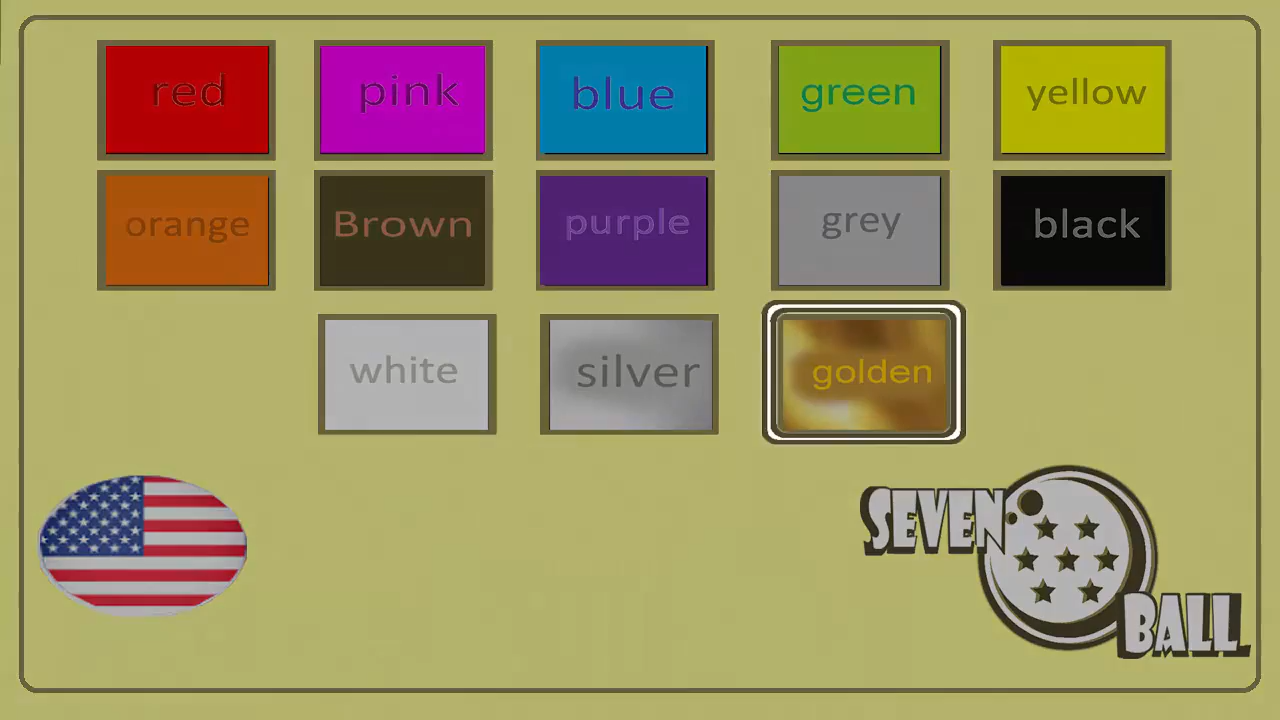 red pink blue green yellow
orange Brown purple grey black
white silver golden
SEVEN
BALL